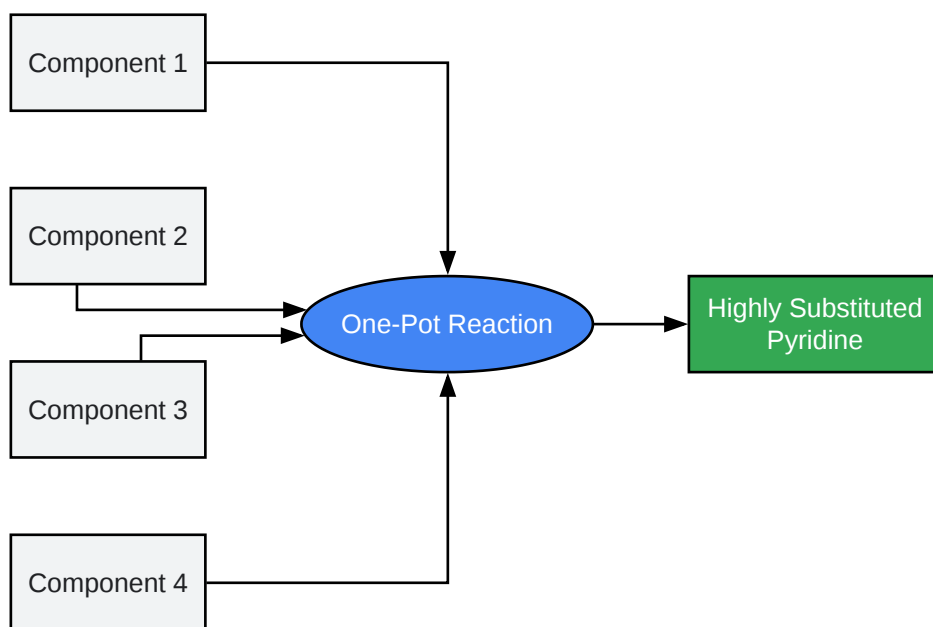 Component 1
Component 2
One-Pot Reaction
Highly Substituted
Pyridine
Component 3
Component 4